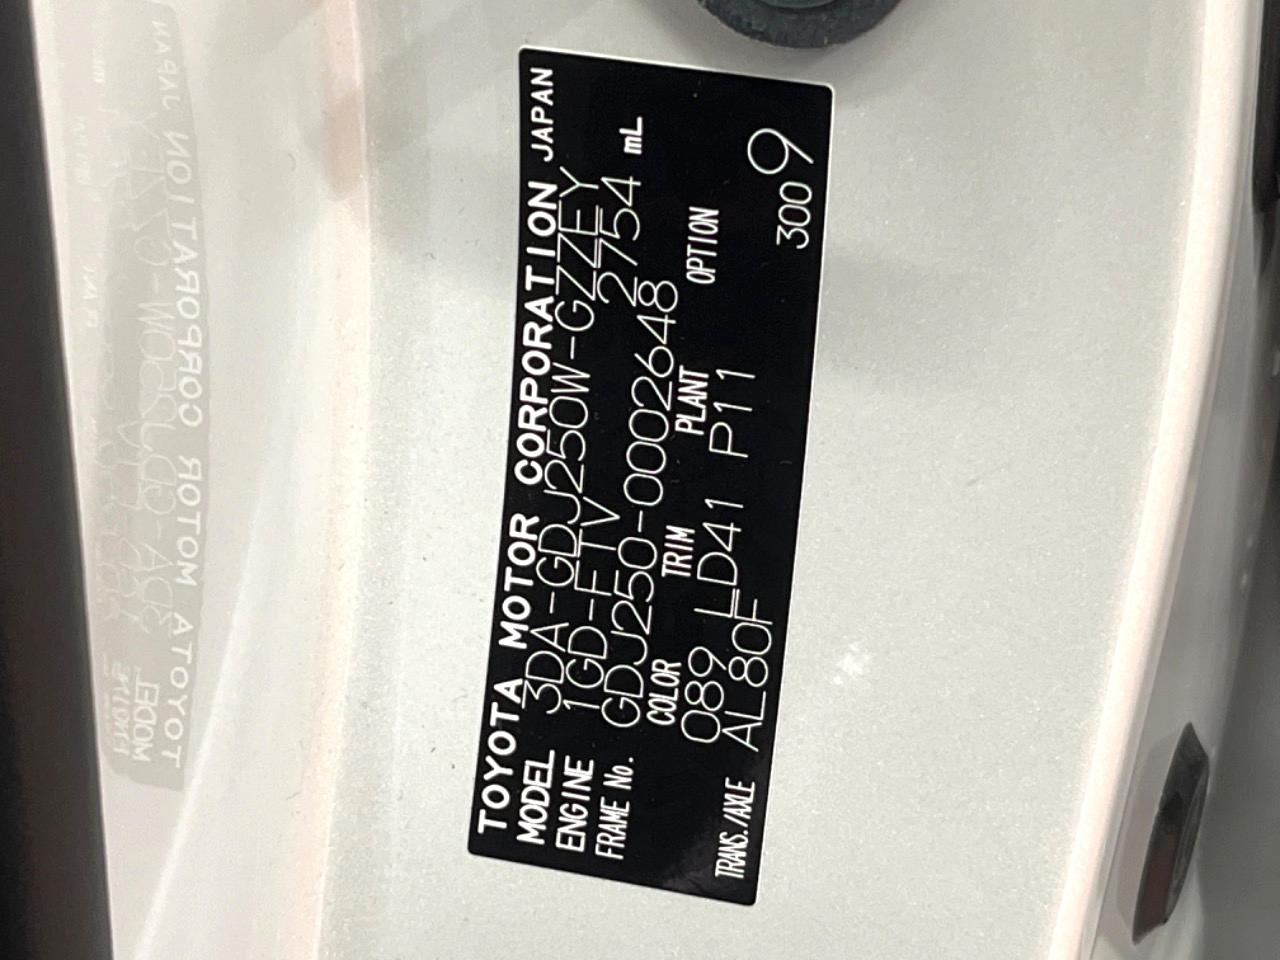 TOYOTA MOTOR CORPORATION JAPAN
MODEL 3DA-GDJ250W-GZZEY
ENGINE 1GD-FTV 2754 mL
FRAME No. GDJ250-0002648
COLOR TRIM PLANT OPTION
089 LD41 P11
TRANS./AXLE AL80F 3009